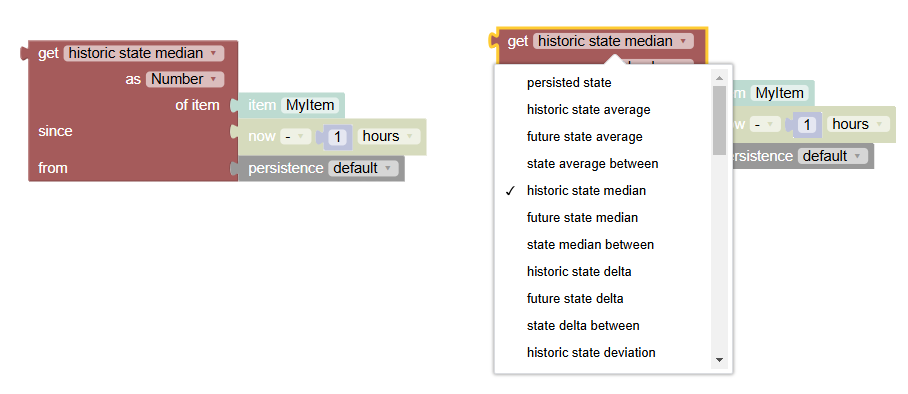 get historic state median
as Number
of item item MyItem
since now - 1 hours
from persistence default
get historic state median
persisted state
historic state average
future state average
state average between
✓ historic state median
future state median
state median between
historic state delta
future state delta
state delta between
historic state deviation
m MyItem
w - 1 hours
rsistence default